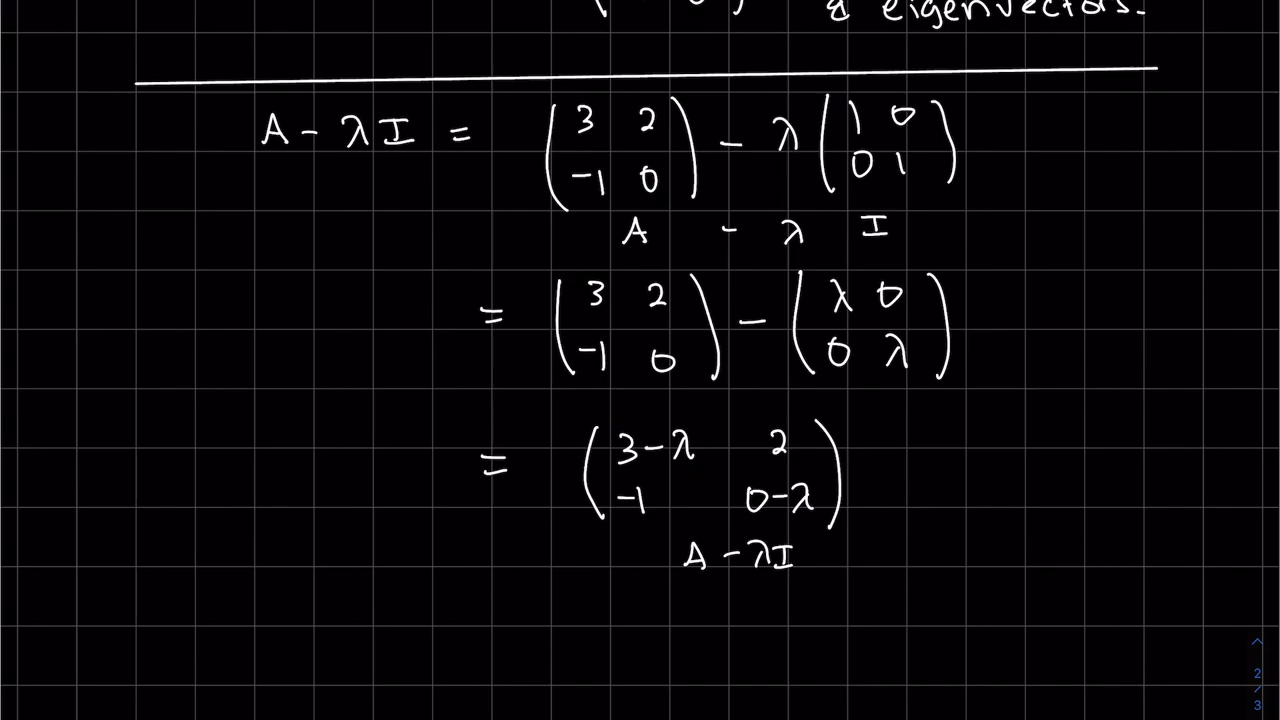 & eigenvectors.
A - λI = (3 2 -1 0) - λ (1 0 0 1)
A - λ I
= (3 2 -1 0) - (λ 0 0 λ)
= (3-λ 2 -1 0-λ)
A - λI
2/3